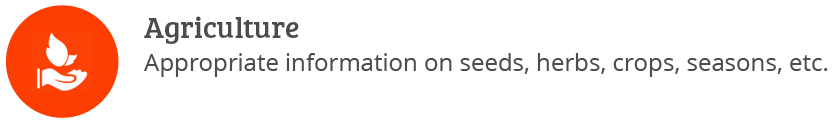 Agriculture
Appropriate information on seeds, herbs, crops, seasons, etc.